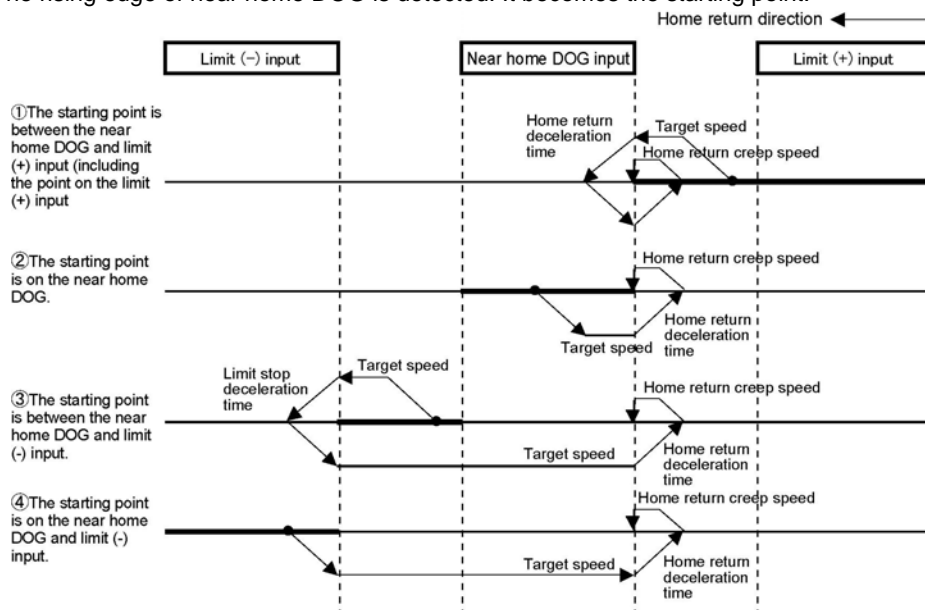 he rising edge of near home DOG is detected. It becomes the starting point.
Home return direction
Limit (−) input
Near home DOG input
Limit (+) input
①The starting point is
between the near
home DOG and limit
(+) input (including
the point on the limit
(+) input
Home return
deceleration
time
Target speed
Home return creep speed
②The starting point
is on the near home
DOG.
Home return creep speed
Target speed
Home return
deceleration
time
Limit stop
deceleration
time
Target speed
③The starting point
is between the near
home DOG and limit
(-) input.
Home return creep speed
Target speed
Home return
deceleration
time
④The starting point
is on the near home
DOG and limit (-)
input.
Home return creep speed
Target speed
Home return
deceleration
time